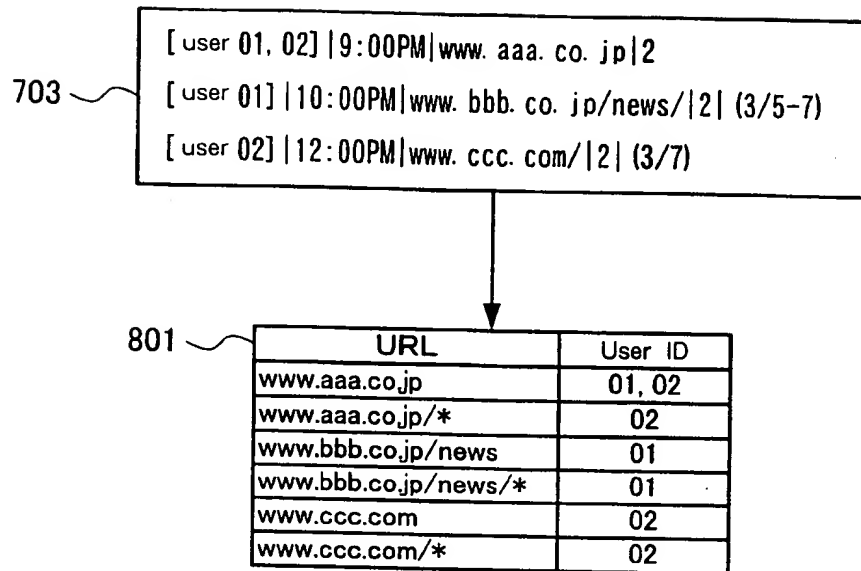 [user 01, 02]|9:00PM|www. aaa. co. jp|2
703
[user 01]|10:00PM|www. bbb. co. jp/news/|2| (3/5-7)
[user 02]|12:00PM|www. ccc. com/|2| (3/7)
801
URL User ID
www.aaa.co.jp 01, 02
www.aaa.co.jp/* 02
www.bbb.co.jp/news 01
www.bbb.co.jp/news/* 01
www.ccc.com 02
www.ccc.com/* 02